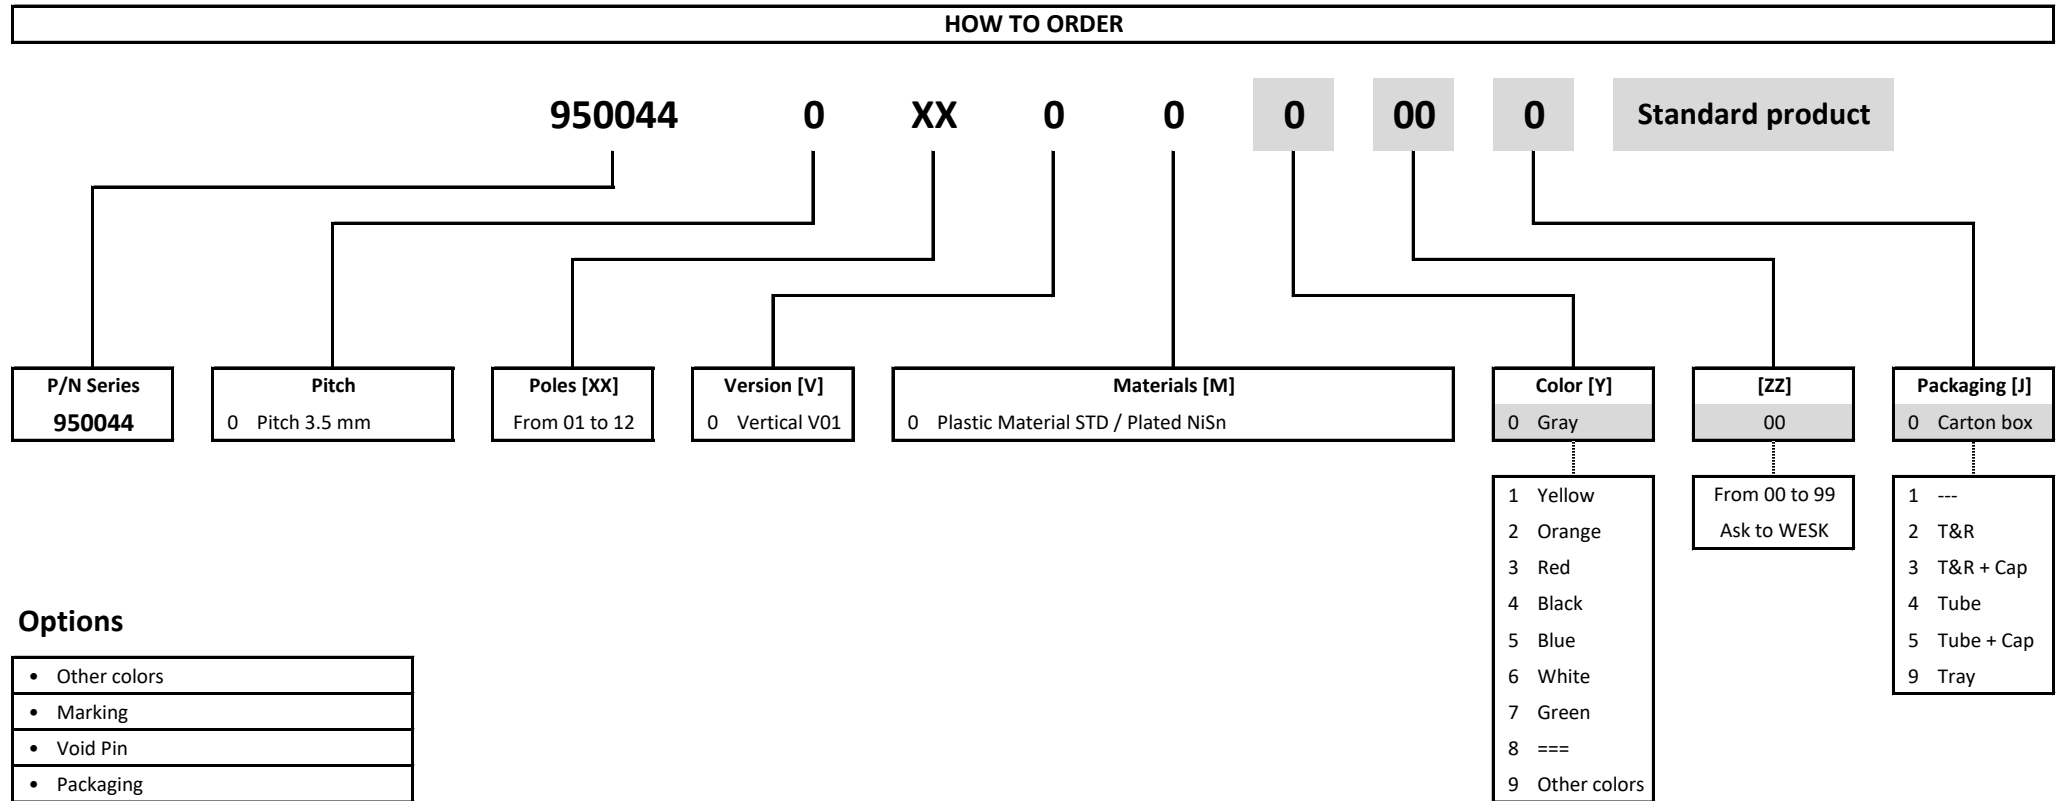 HOW TO ORDER
950044 0 XX 0 0 0 00 0 Standard product
P/N Series
950044
Pitch
0 Pitch 3.5 mm
Poles [XX]
From 01 to 12
Version [V]
0 Vertical V01
Materials [M]
0 Plastic Material STD / Plated NiSn
Color [Y]
0 Gray
1 Yellow
2 Orange
3 Red
4 Black
5 Blue
6 White
7 Green
8 ===
9 Other colors
[ZZ]
00
From 00 to 99
Ask to WESK
Packaging [J]
0 Carton box
1 ---
2 T&R
3 T&R + Cap
4 Tube
5 Tube + Cap
9 Tray
Options
• Other colors
• Marking
• Void Pin
• Packaging